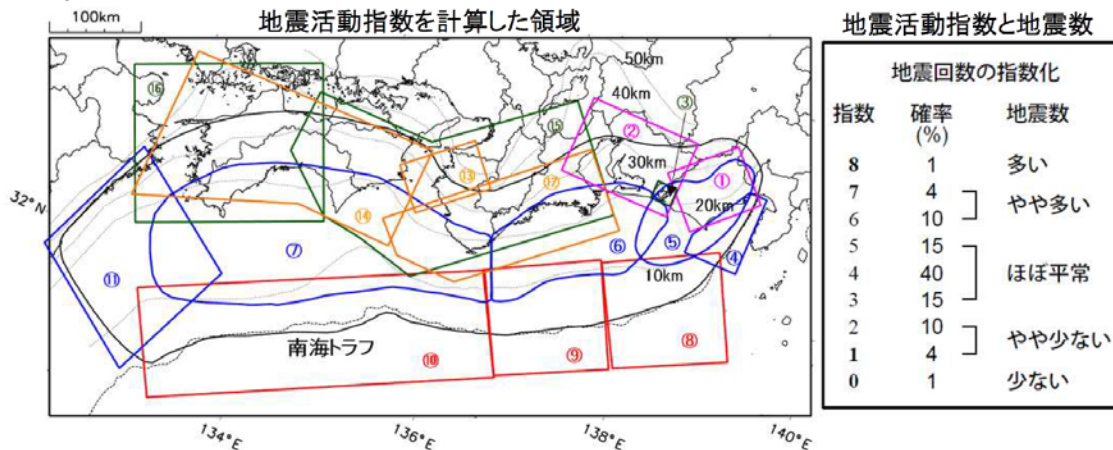 100km
地震活動指数を計算した領域
地震活動指数と地震数
50km
40km
③
⑯
②
⑮
30km
①
⑬
⑰
20km
32°N
⑭
⑦
⑥
⑤
④
⑪
10km
南海トラフ
⑩
⑨
⑧
134°E
136°E
138°E
140°E
地震回数の指数化
指数 確率 地震数
(%)
8 1 多い
7 4
やや多い
6 10
5 15
4 40 ほぼ平常
3 15
2 10
やや少ない
1 4
0 1 少ない